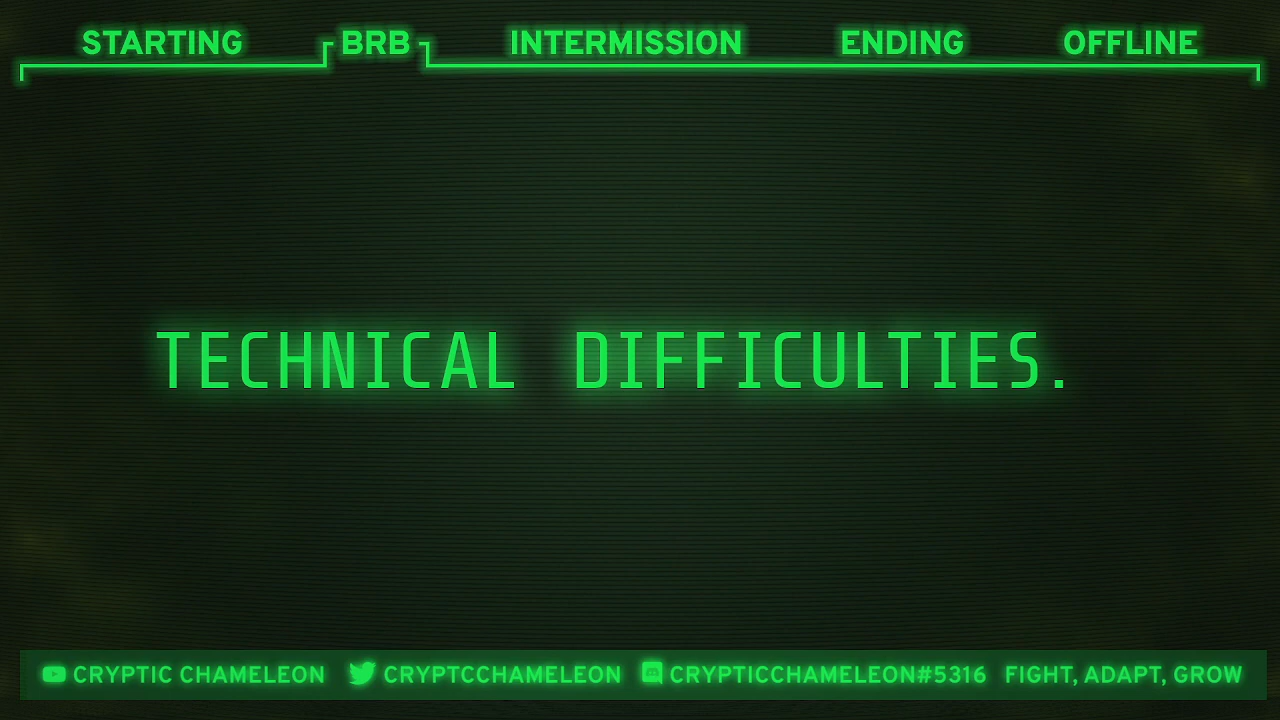 STARTING BRB INTERMISSION ENDING OFFLINE
TECHNICAL DIFFICULTIES.
CRYPTIC CHAMELEON CRYPTCCHAMELEON CRYPTICCHAMELEON#5316 FIGHT, ADAPT, GROW